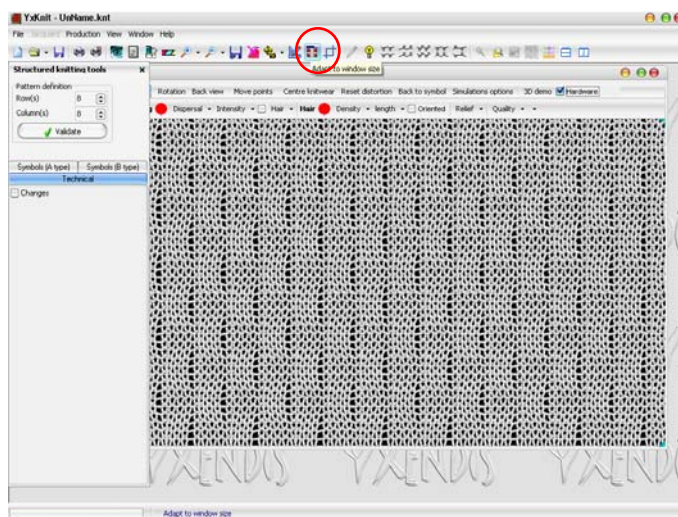 YxKnit - UnName.knt
File Production View Window Help
Adapt to window size
Structured knitting tools
Rotation Back view Move points Centre knitwear Reset distortion Back to symbol Simulations options 3D demo Hardware
Pattern definition
Row(s) 8
Dispersal Intensity Hair Hair Density length Oriented Relief Quality
Column(s) 8
Validate
Symbols (A type) Symbols (B type)
Technical
Changes
YXENDIS YXENDIS YXENDIS
Adapt to window size